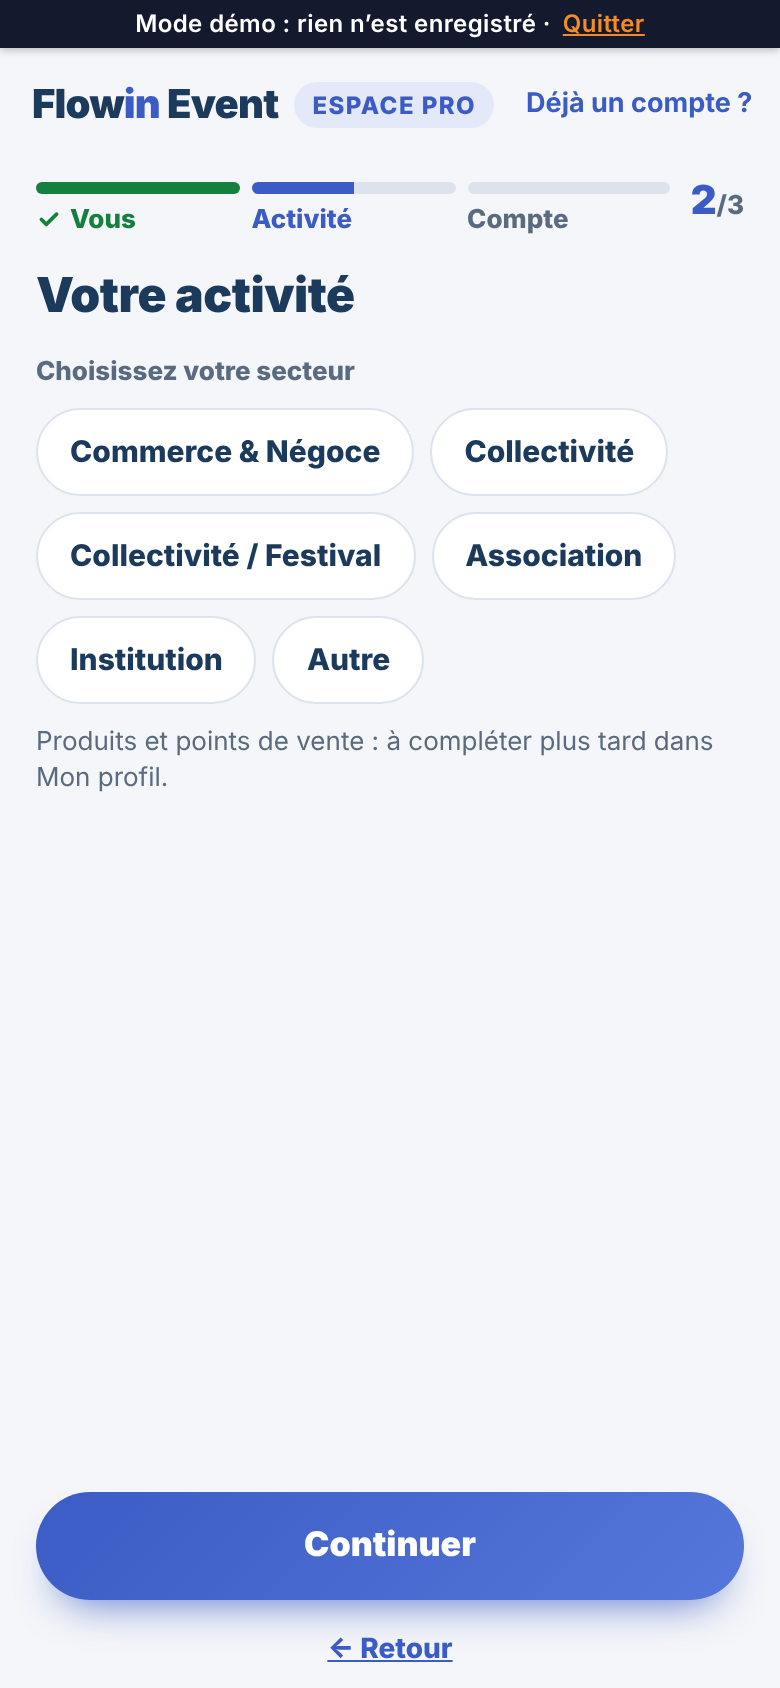 Mode démo : rien n’est enregistré · Quitter
Flowin Event ESPACE PRO Déjà un compte ?
✓ Vous Activité Compte 2/3
Votre activité
Choisissez votre secteur
Commerce & Négoce Collectivité
Collectivité / Festival Association
Institution Autre
Produits et points de vente : à compléter plus tard dans
Mon profil.
Continuer
← Retour